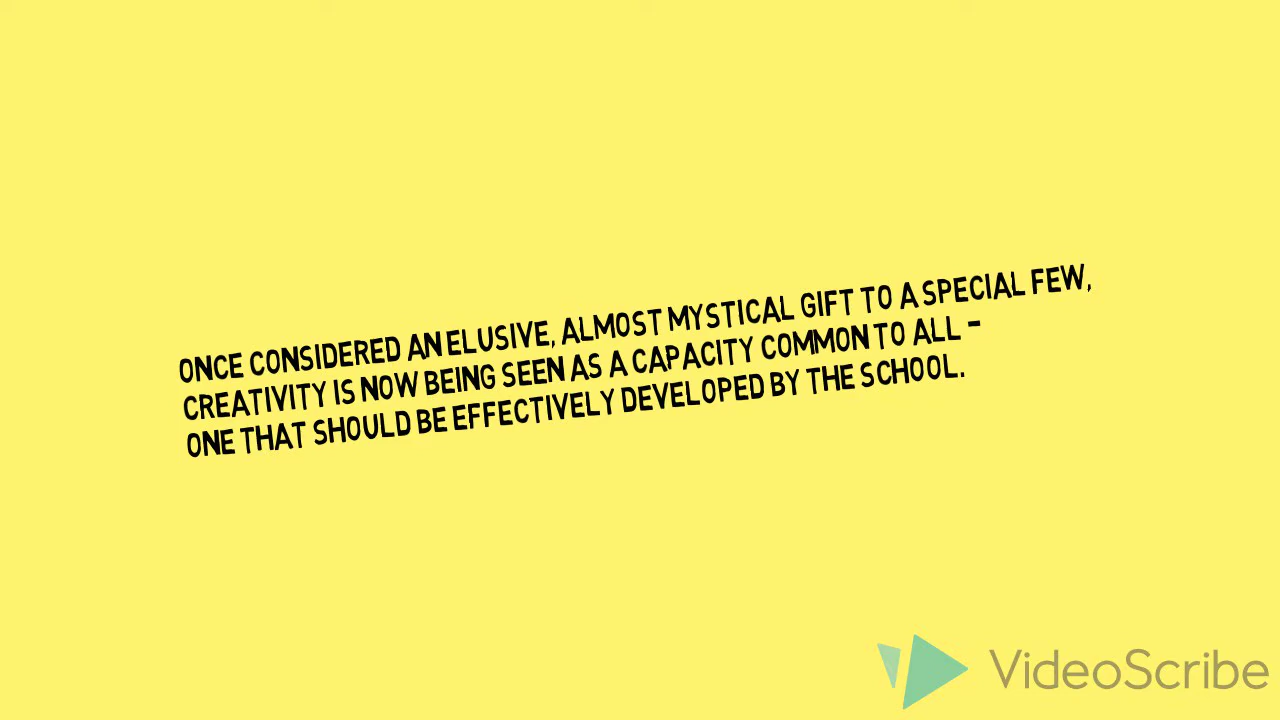 ONCE CONSIDERED AN ELUSIVE, ALMOST MYSTICAL GIFT TO A SPECIAL FEW,
CREATIVITY IS NOW BEING SEEN AS A CAPACITY COMMON TO ALL -
ONE THAT SHOULD BE EFFECTIVELY DEVELOPED BY THE SCHOOL.
VideoScribe